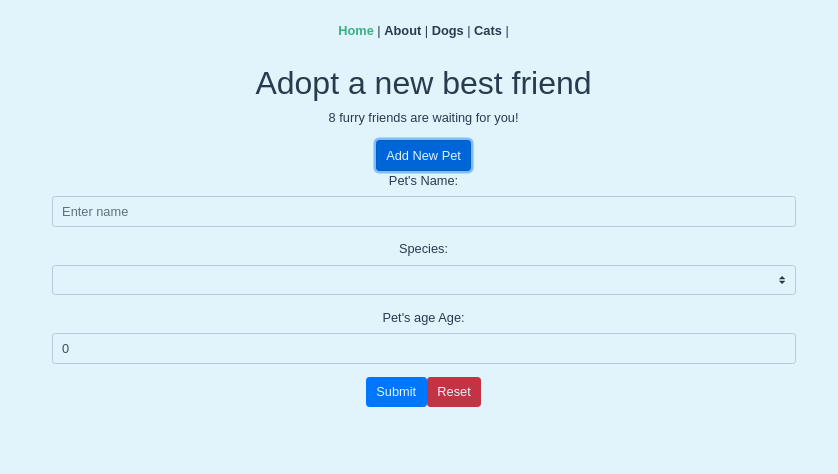 Home | About | Dogs | Cats |
Adopt a new best friend
8 furry friends are waiting for you!
Add New Pet
Pet's Name:
Enter name
Species:
Pet's age Age:
0
Submit Reset